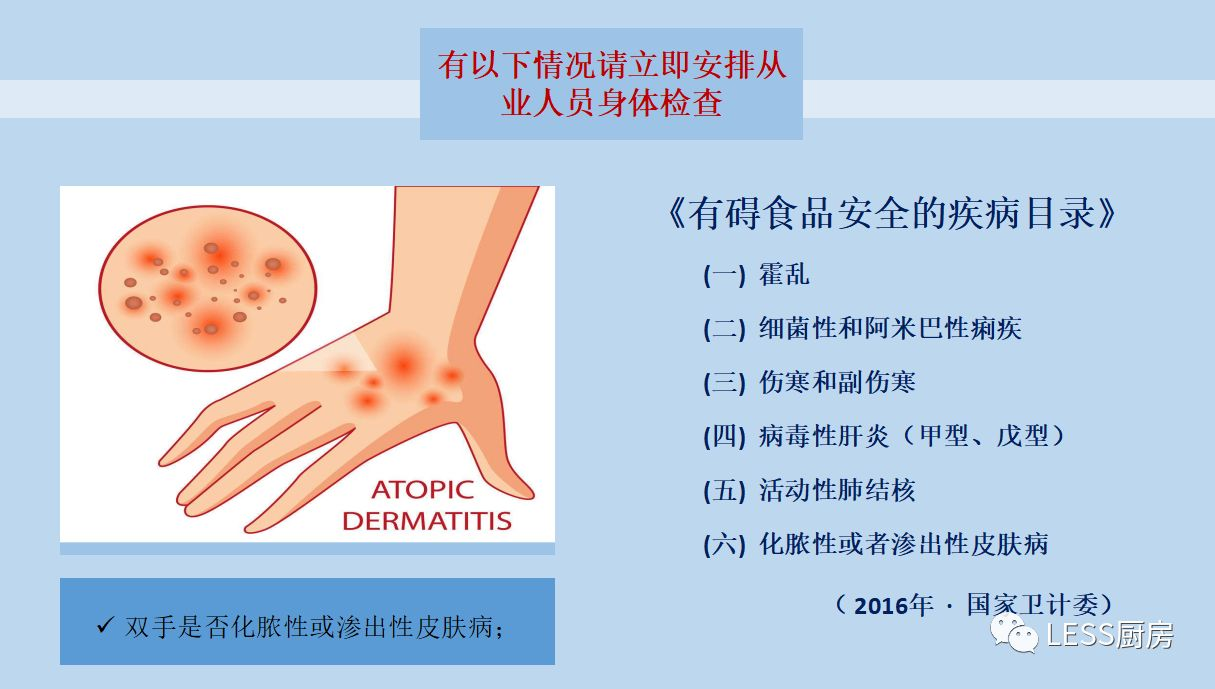 有以下情况请立即安排从
业人员身体检查
ATOPIC
DERMATITIS
✓ 双手是否化脓性或渗出性皮肤病；
《有碍食品安全的疾病目录》
(一) 霍乱
(二) 细菌性和阿米巴性痢疾
(三) 伤寒和副伤寒
(四) 病毒性肝炎（甲型、戊型）
(五) 活动性肺结核
(六) 化脓性或者渗出性皮肤病
（ 2016年 · 国家卫计委）
LESS厨房